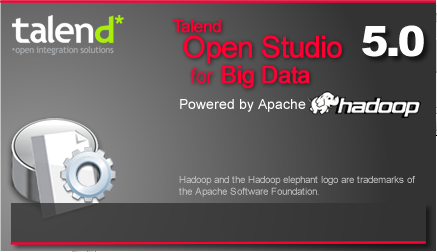 talend*
*open integration solutions
Talend
Open Studio 5.0
for Big Data
Powered by Apache hadoop
Hadoop and the Hadoop elephant logo are trademarks of
the Apache Software Foundation.